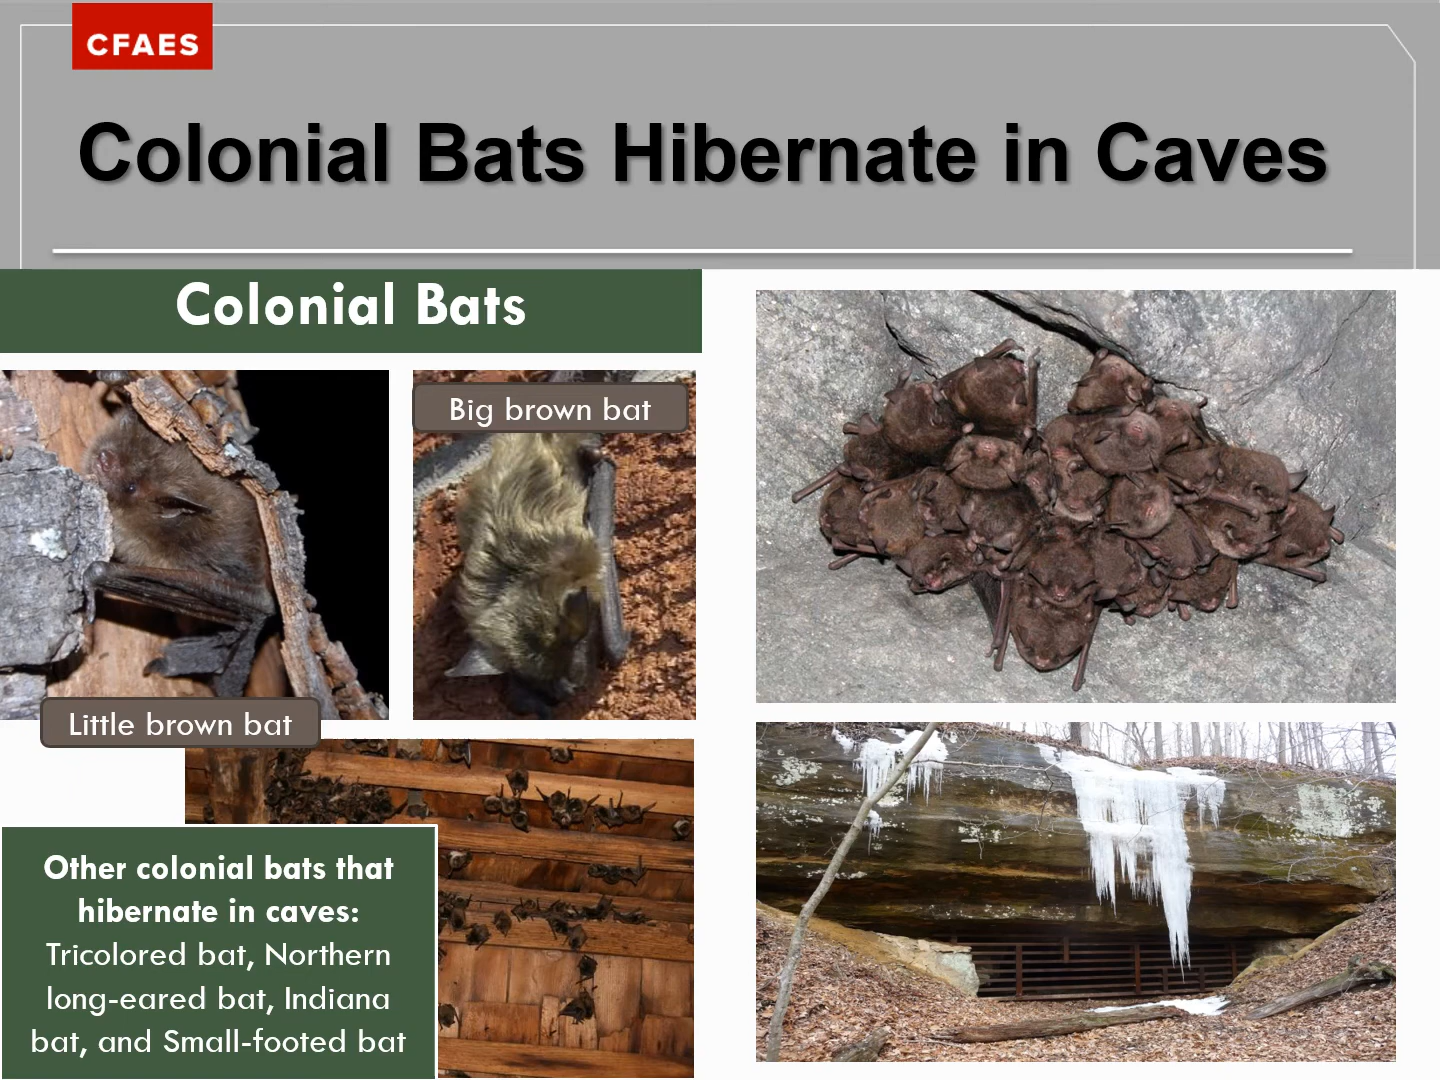 CFAES
Colonial Bats Hibernate in Caves
Colonial Bats
Big brown bat
Little brown bat
Other colonial bats that
hibernate in caves:
Tricolored bat, Northern
long-eared bat, Indiana
bat, and Small-footed bat